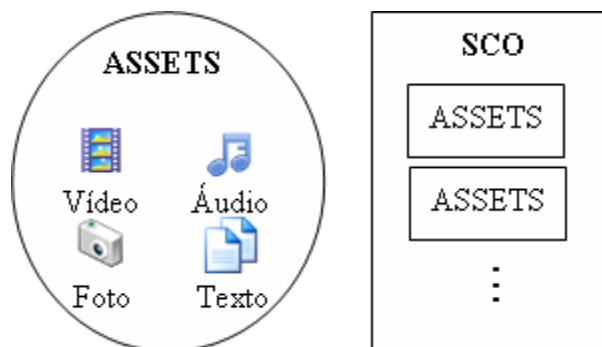 ASSETS
Vídeo Áudio
Foto Texto
SCO
ASSETS
ASSETS
⋮